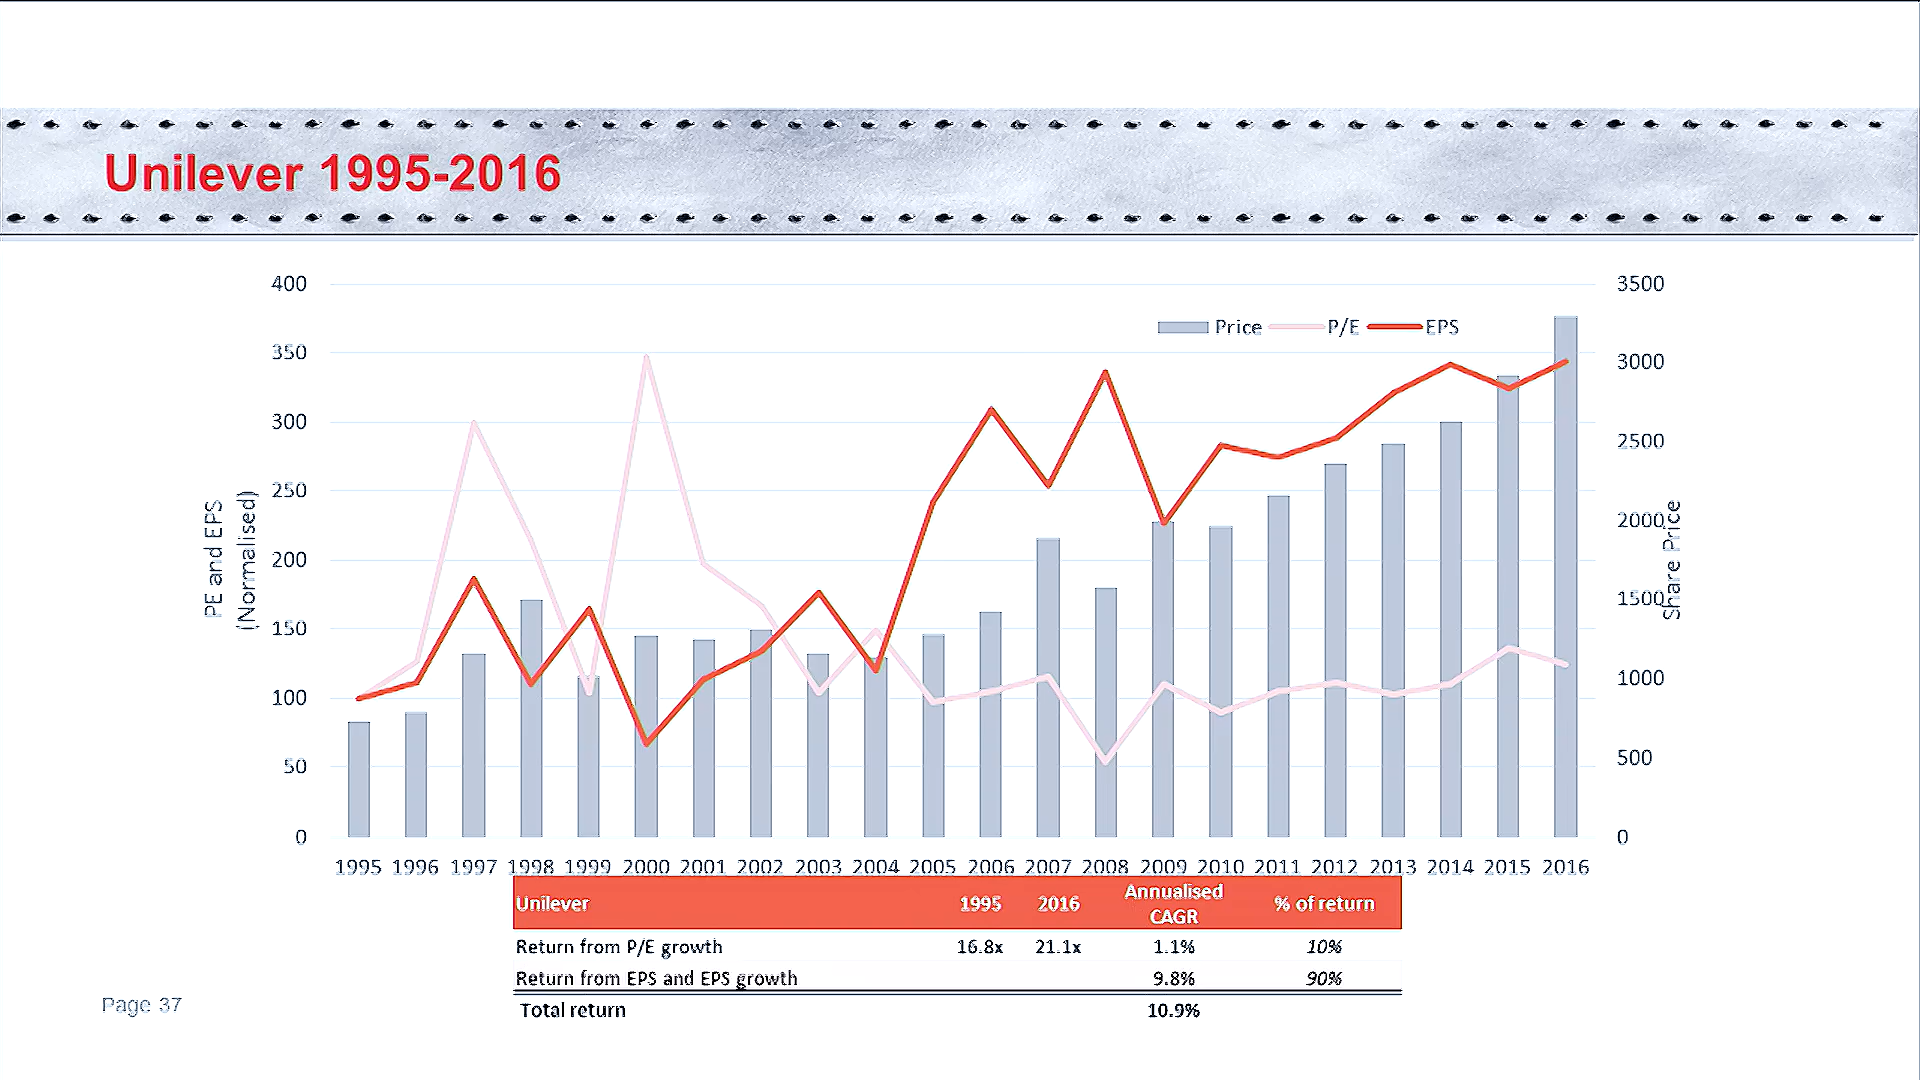 Unilever 1995-2016
400
350
300
250
200
150
100
50
0
PE and EPS
(Normalised)
Price P/E EPS
3500
3000
2500
2000
1500
1000
500
0
Share Price
1995 1996 1997 1998 1999 2000 2001 2002 2003 2004 2005 2006 2007 2008 2009 2010 2011 2012 2013 2014 2015 2016
Unilever 1995 2016 Annualised CAGR % of return
Return from P/E growth 16.8x 21.1x 1.1% 10%
Return from EPS and EPS growth 9.8% 90%
Total return 10.9%
Page 37